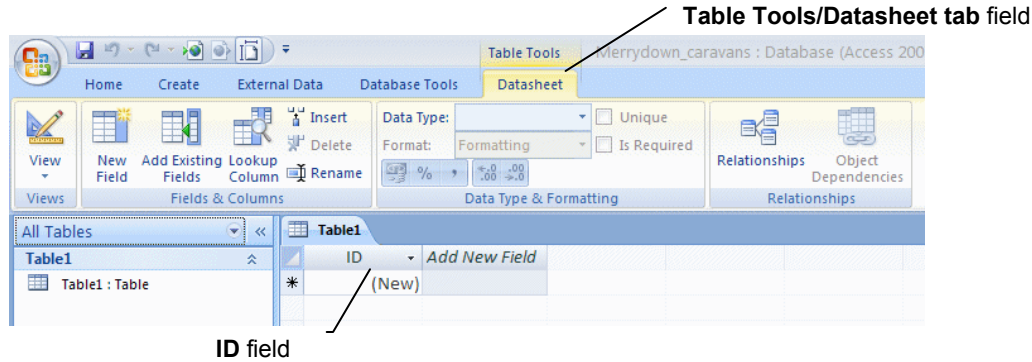 Table Tools/Datasheet tab field
Table Tools Merrydown_caravans : Database (Access 200
Home Create External Data Database Tools Datasheet
View
New Field
Add Existing Fields
Lookup Column
Insert
Delete
Rename
Data Type:
Format: Formatting
% ,
Unique
Is Required
Relationships
Object Dependencies
Views Fields & Columns Data Type & Formatting Relationships
All Tables « Table1
Table1 ID Add New Field
Table1 : Table (New)
ID field